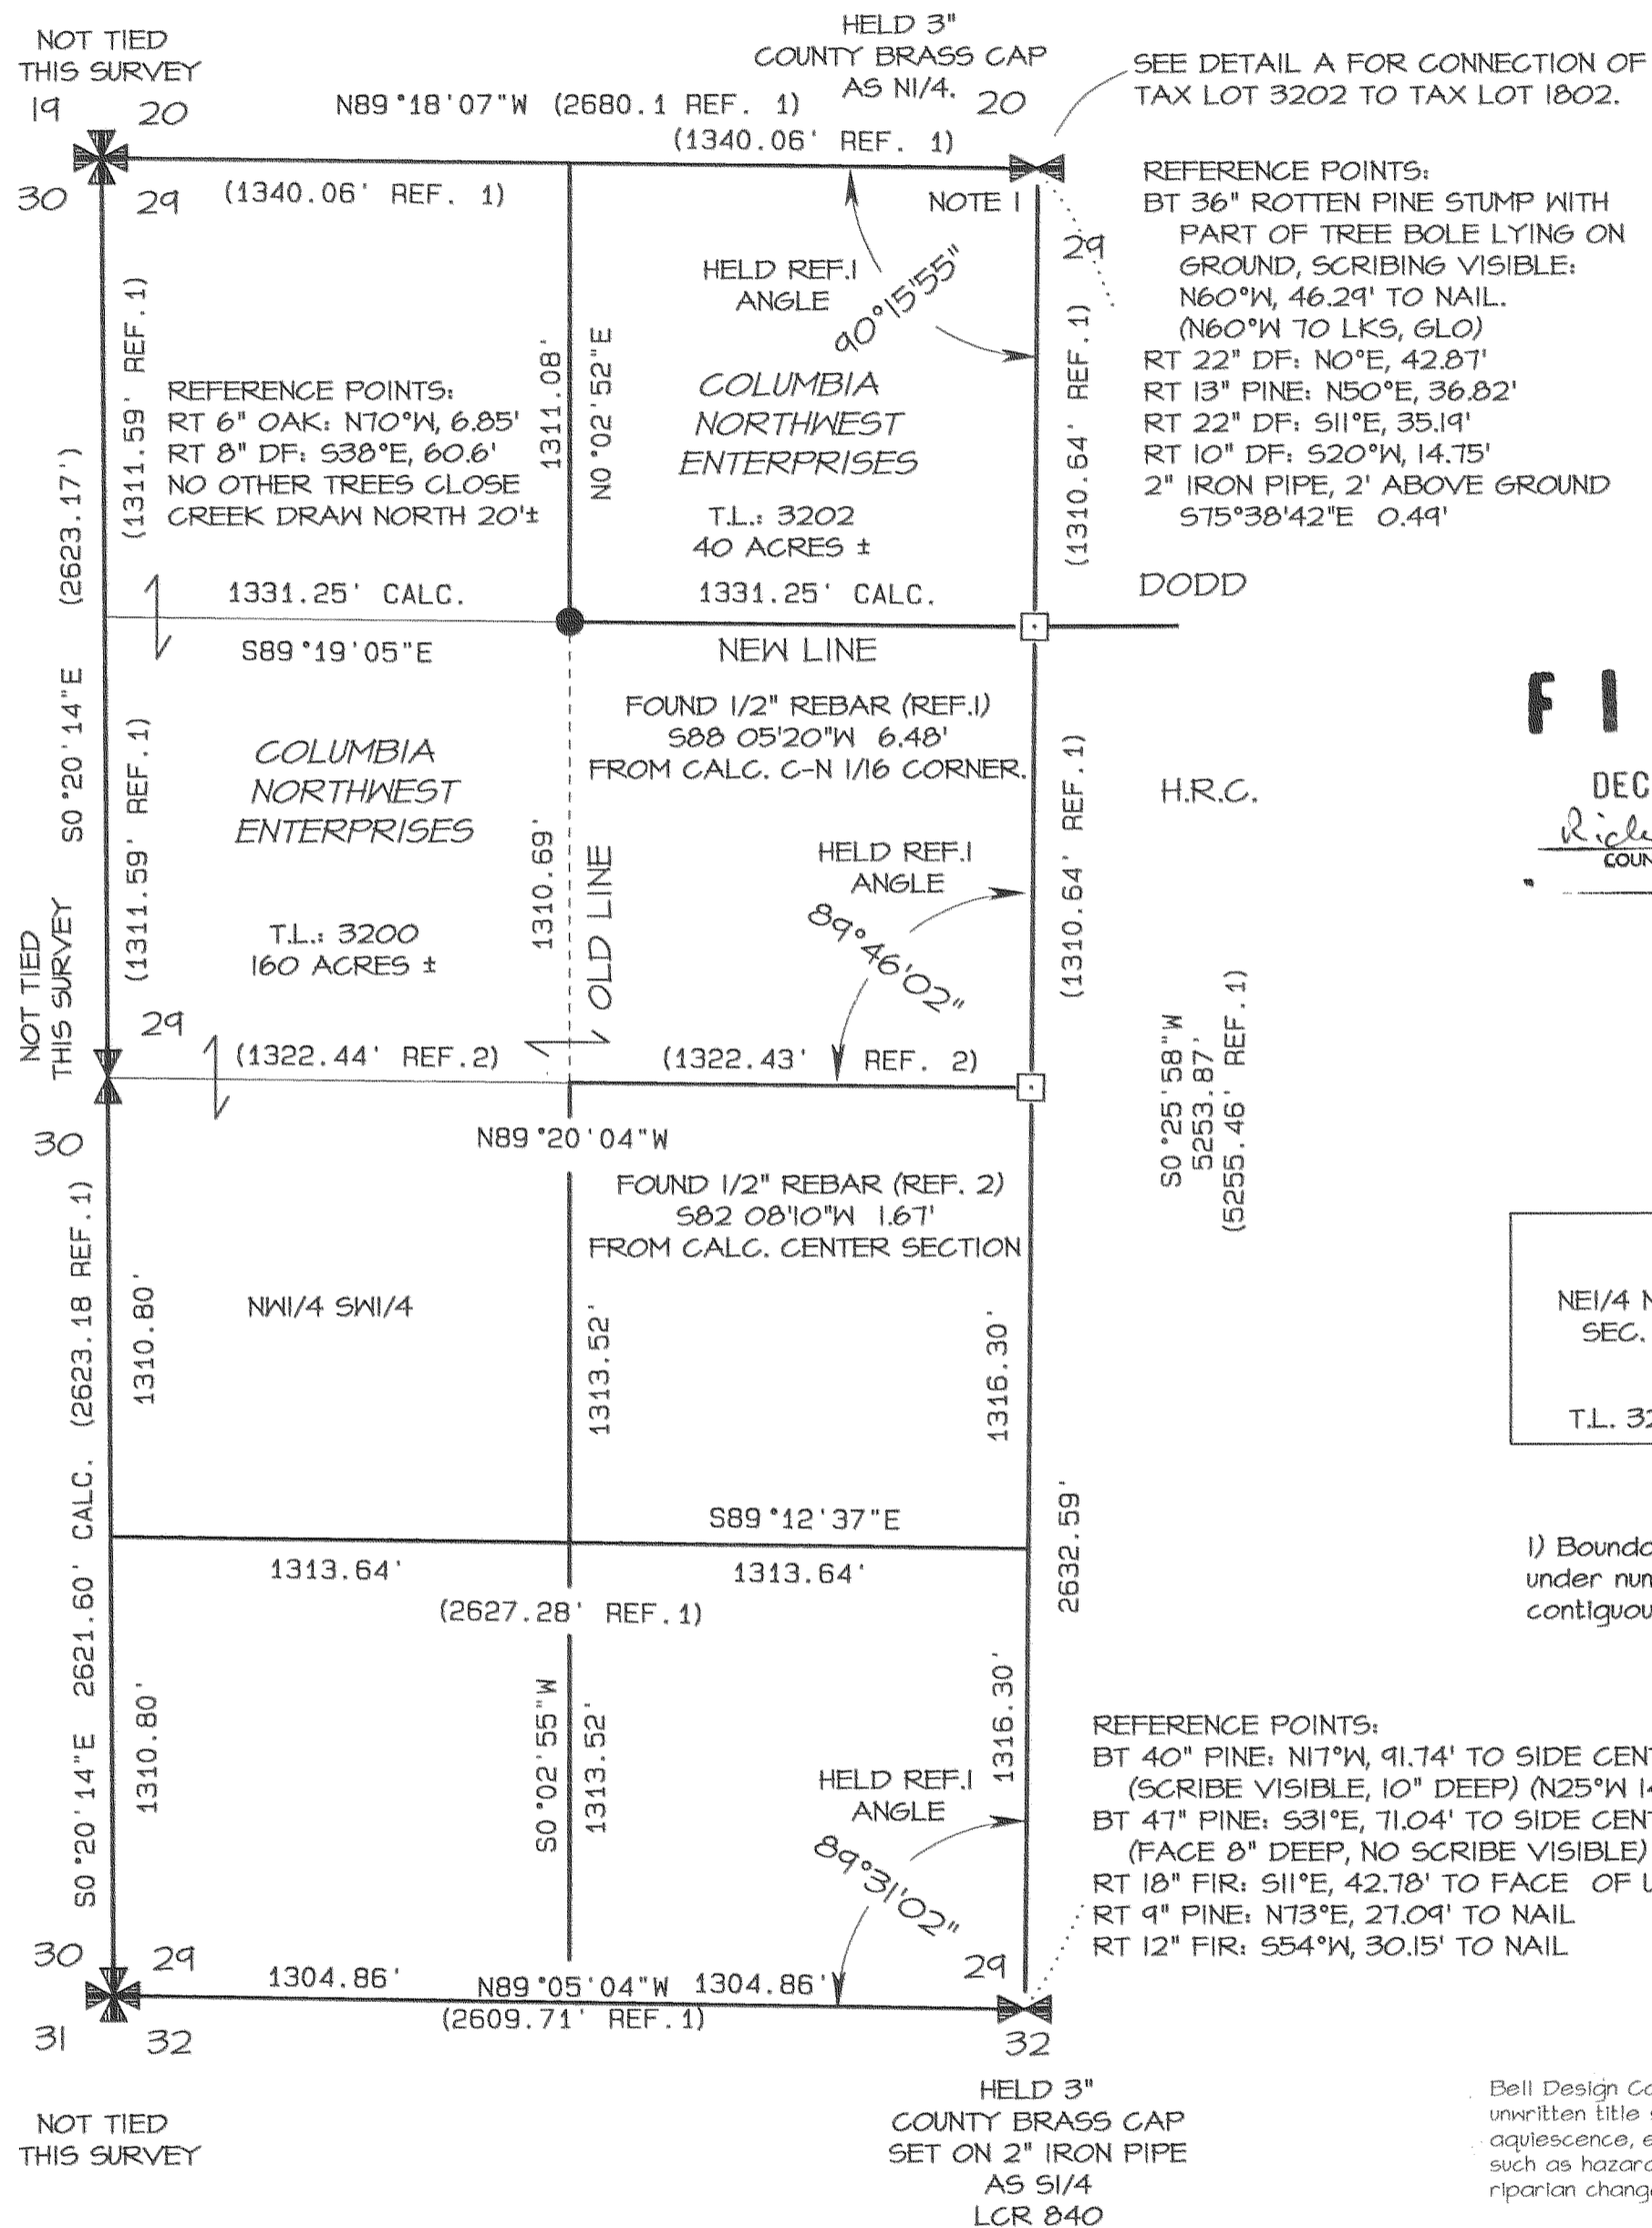 NOT TIED
THIS SURVEY
19
20
N89°18'07"W (2680.1 REF. 1)
HELD 3"
COUNTY BRASS CAP
AS N1/4.
20
(1340.06' REF. 1)
SEE DETAIL A FOR CONNECTION OF
TAX LOT 3202 TO TAX LOT 1802.
30
29
(1340.06' REF. 1)
NOTE 1
29
REFERENCE POINTS:
BT 36" ROTTEN PINE STUMP WITH
PART OF TREE BOLE LYING ON
GROUND, SCRIBING VISIBLE:
N60°W, 46.29' TO NAIL.
(N60°W 70 LKS, GLO)
RT 22" DF: N0°E, 42.87'
RT 13" PINE: N50°E, 36.82'
RT 22" DF: S11°E, 35.19'
RT 10" DF: S20°W, 14.75'
2" IRON PIPE, 2' ABOVE GROUND
S75°38'42"E 0.49'
HELD REF.1
ANGLE
90°15'55"
(1311.59' REF.1)
(2623.17')
REFERENCE POINTS:
RT 6" OAK: N70°W, 6.85'
RT 8" DF: S38°E, 60.6'
NO OTHER TREES CLOSE
CREEK DRAW NORTH 20'±
1311.08'
N0°02'52"E
COLUMBIA
NORTHWEST
ENTERPRISES
T.L.: 3202
40 ACRES ±
(1310.64' REF.1)
DODD
1331.25' CALC.
1331.25' CALC.
S89°19'05"E
NEW LINE
S0°20'14"E
(1311.59' REF.1)
COLUMBIA
NORTHWEST
ENTERPRISES
T.L.: 3200
160 ACRES ±
FOUND 1/2" REBAR (REF.1)
S88 05'20"W 6.48'
FROM CALC. C-N 1/16 CORNER.
H.R.C.
F I
DEC
COUN
1310.69'
OLD LINE
HELD REF.1
ANGLE
89°46'02"
(1310.64' REF.1)
NOT TIED
THIS SURVEY
29
(1322.44' REF.2)
(1322.43' REF. 2)
30
N89°20'04"W
S0°25'58"W
5253.87'
(5255.46' REF.1)
FOUND 1/2" REBAR (REF. 2)
S82 08'10"W 1.67'
FROM CALC. CENTER SECTION
S0°20'14"E 2621.60' CALC. (2623.18 REF.1)
1310.80'
NW1/4 SW1/4
1313.52'
1316.30'
NE1/4 N
SEC.
T.L. 32
S89°12'37"E
1313.64'
1313.64'
(2627.28' REF.1)
2632.59'
1) Bounda
under num
contiguou
1310.80'
S0°02'55"W
1313.52'
1316.30'
HELD REF.1
ANGLE
89°31'02"
REFERENCE POINTS:
BT 40" PINE: N17°W, 91.74' TO SIDE CENT
(SCRIBE VISIBLE, 10" DEEP) (N25°W 14
BT 47" PINE: S31°E, 71.04' TO SIDE CENT
(FACE 8" DEEP, NO SCRIBE VISIBLE)
RT 18" FIR: S11°E, 42.78' TO FACE OF
RT 9" PINE: N73°E, 27.09' TO NAIL
RT 12" FIR: S54°W, 30.15' TO NAIL
30
29
1304.86'
N89°05'04"W
1304.86'
29
(2609.71' REF.1)
31
32
32
NOT TIED
THIS SURVEY
HELD 3"
COUNTY BRASS CAP
SET ON 2" IRON PIPE
AS S1/4
LCR 840
Bell Design Co
unwritten title
aquiescence, e
such as hazard
riparian change